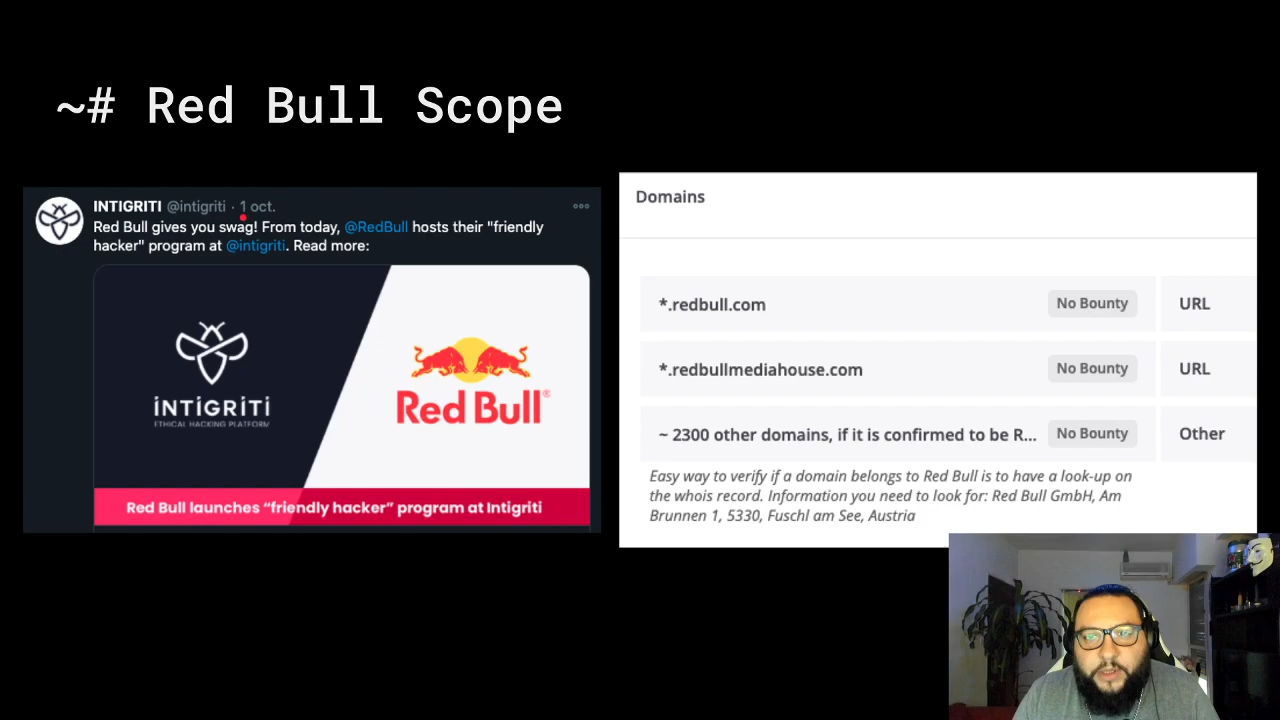 ~# Red Bull Scope
INTIGRITI @intigriti · 1 oct.
Red Bull gives you swag! From today, @RedBull hosts their "friendly
hacker" program at @intigriti. Read more:
INTIGRITI
ETHICAL HACKING PLATFORM
Red Bull®
Red Bull launches “friendly hacker” program at Intigriti
Domains
*.redbull.com No Bounty URL
*.redbullmediahouse.com No Bounty URL
~ 2300 other domains, if it is confirmed to be R... No Bounty Other
Easy way to verify if a domain belongs to Red Bull is to have a look-up on
the whois record. Information you need to look for: Red Bull GmbH, Am
Brunnen 1, 5330, Fuschl am See, Austria